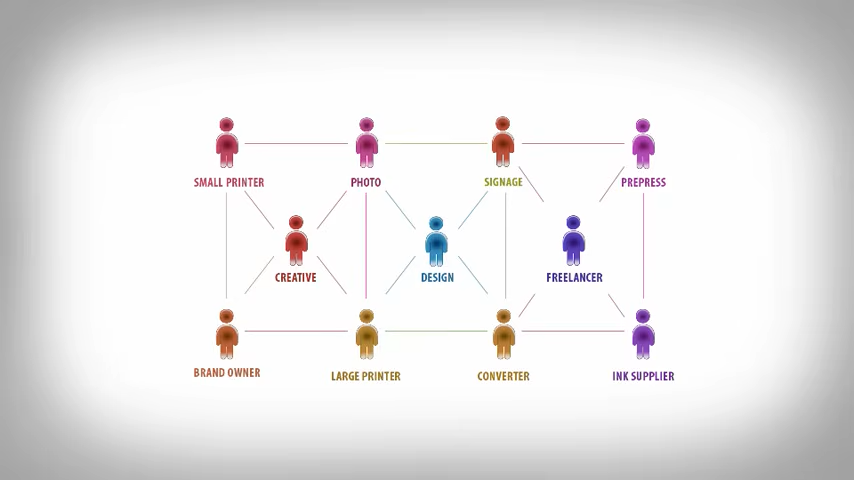 SMALL PRINTER
PHOTO
SIGNAGE
PREPRESS
CREATIVE
DESIGN
FREELANCER
BRAND OWNER
LARGE PRINTER
CONVERTER
INK SUPPLIER